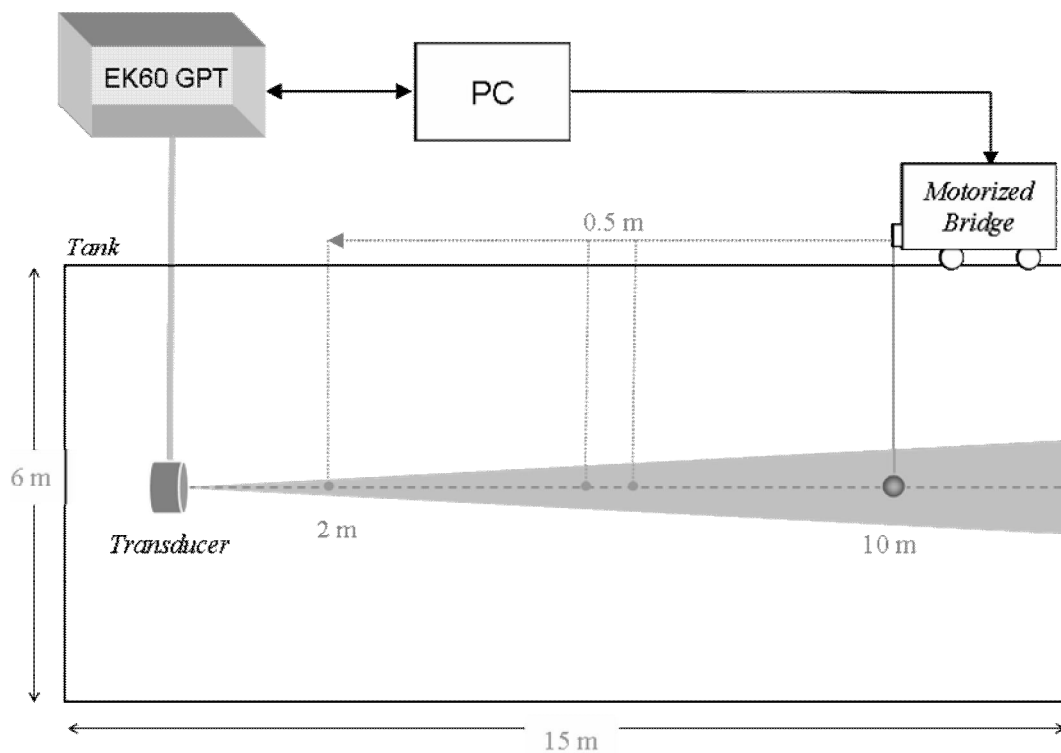 EK60 GPT
PC
Motorized
Bridge
0.5 m
Tank
6 m
2 m
Transducer
10 m
15 m